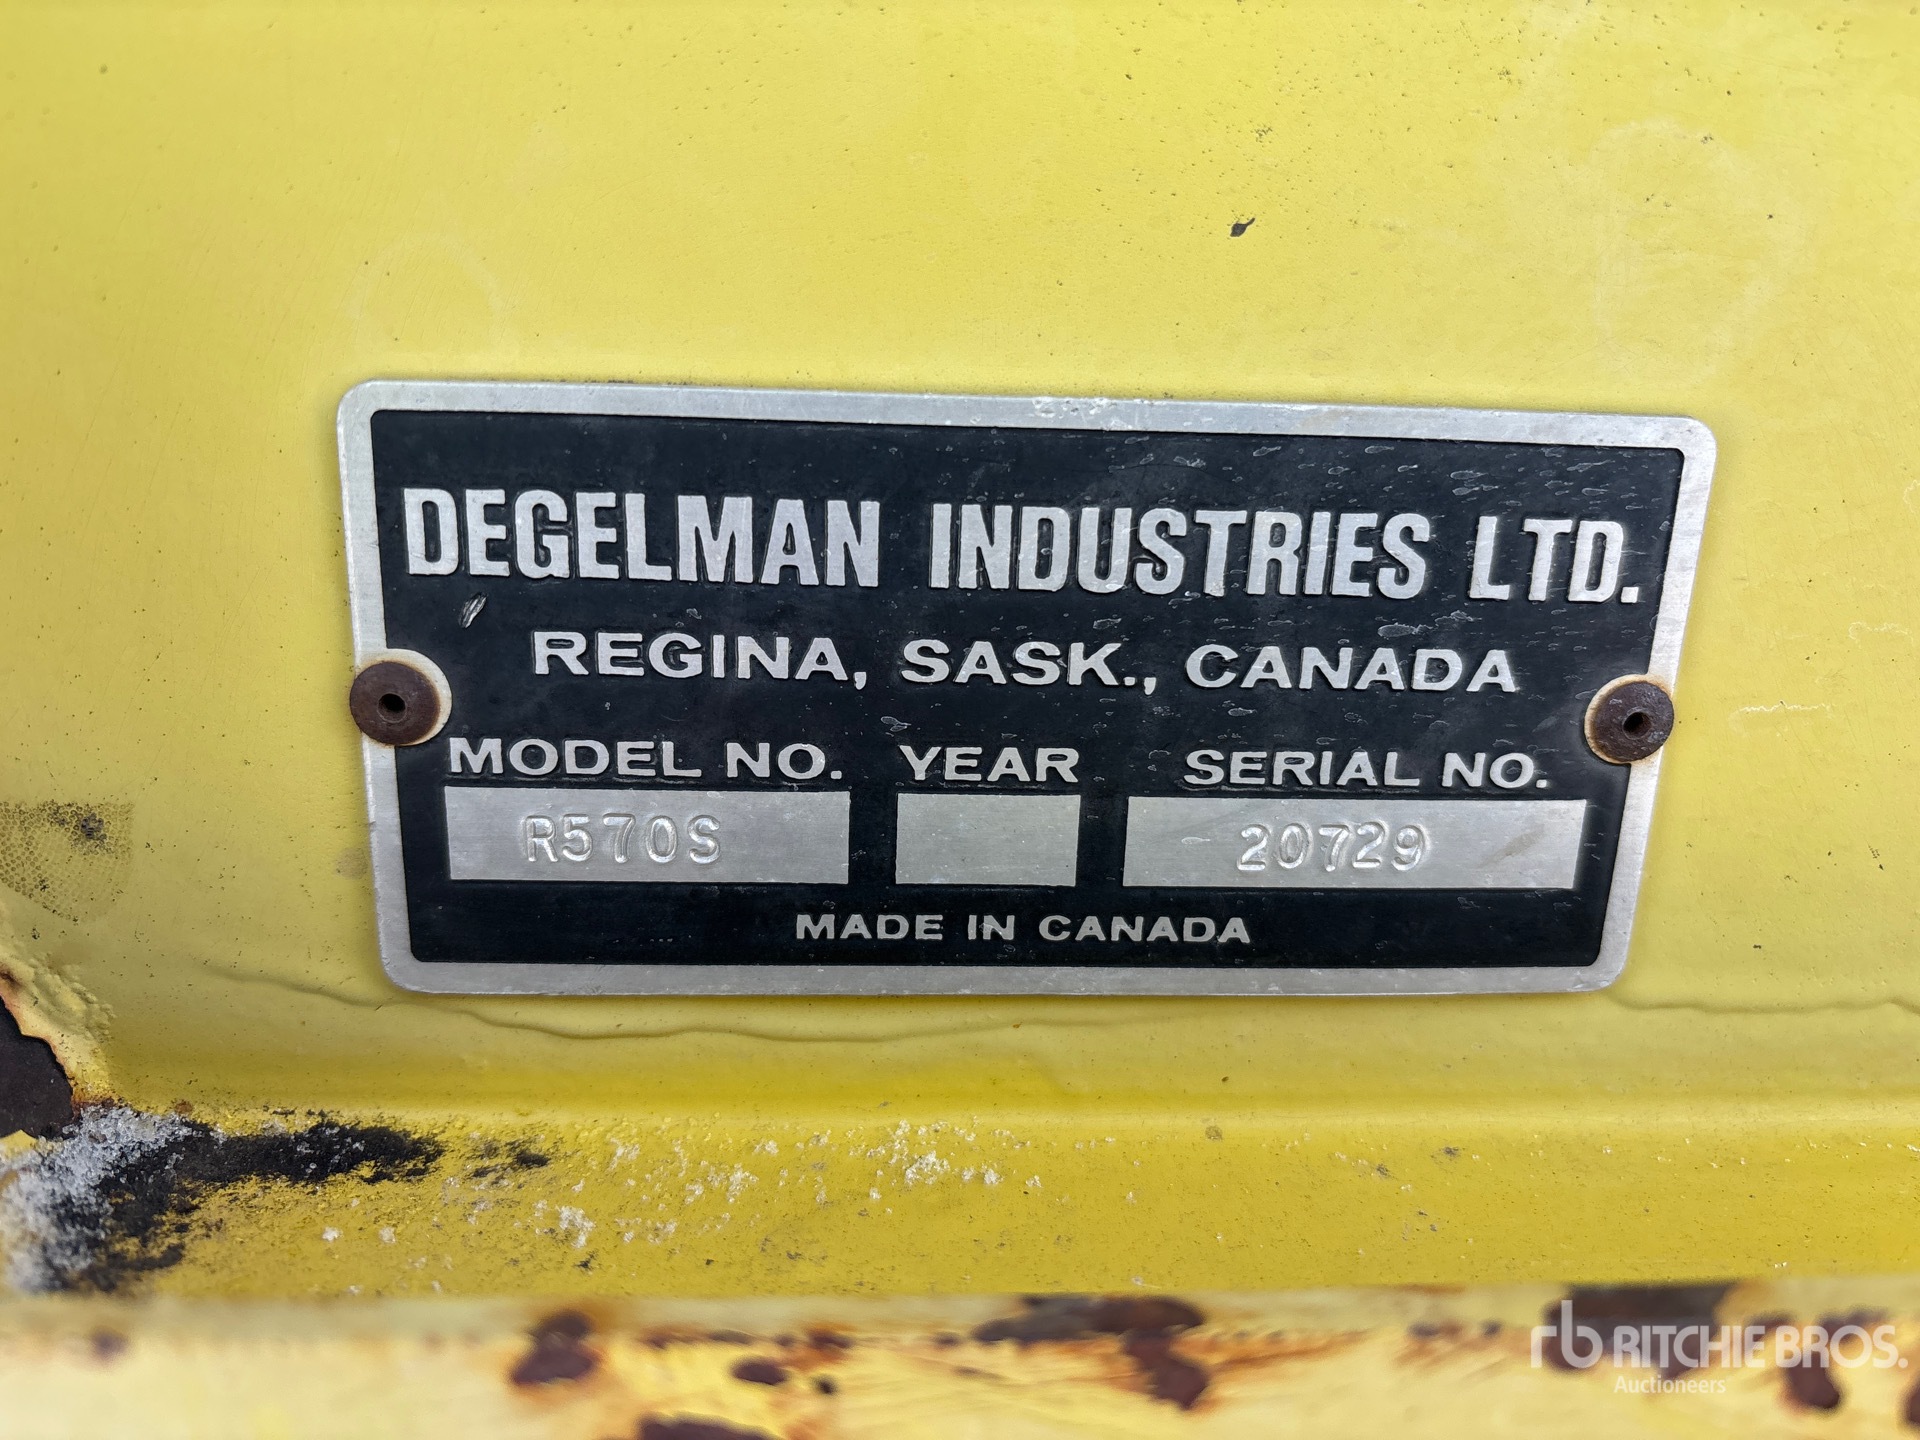 DEGELMAN INDUSTRIES LTD.
REGINA, SASK., CANADA
MODEL NO. YEAR SERIAL NO.
R570S 20729
MADE IN CANADA
rb RITCHIE BROS.
Auctioneers